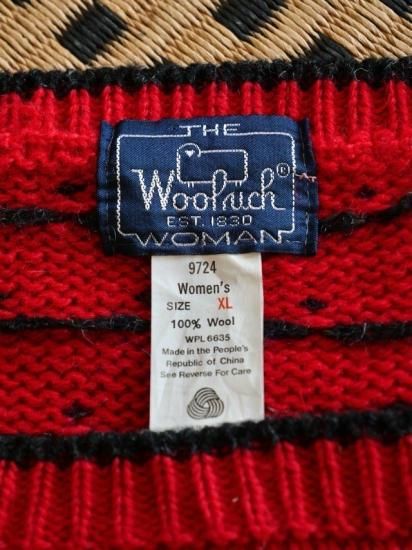 THE
Woolrich®
EST. 1830
WOMAN
9724
Women's
SIZE XL
100% Wool
WPL 6635
Made in the People's
Republic of China
See Reverse For Care